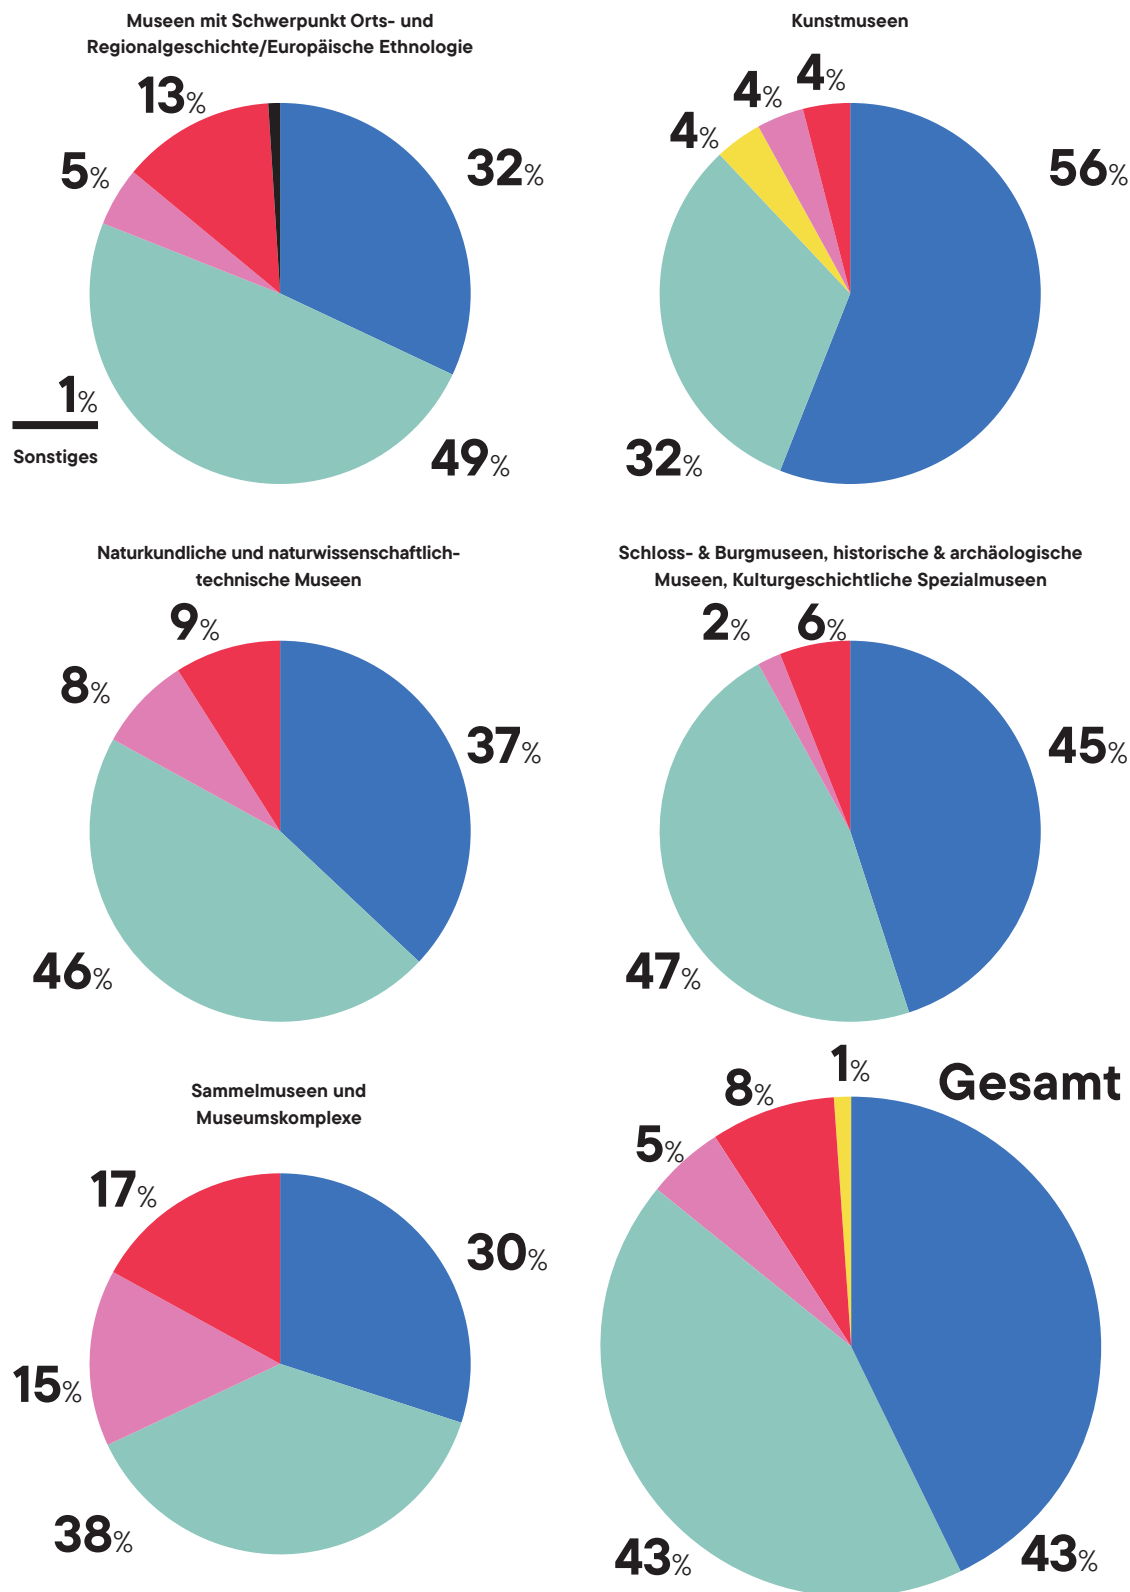 Museen mit Schwerpunkt Orts- und
Regionalgeschichte/Europäische Ethnologie
13%
5%
32%
1%
Sonstiges
49%
Kunstmuseen
4%
4%
4%
56%
32%
Naturkundliche und naturwissenschaftlich-
technische Museen
9%
8%
37%
46%
Schloss- & Burgmuseen, historische & archäologische
Museen, Kulturgeschichtliche Spezialmuseen
2%
6%
45%
47%
Sammelmuseen und
Museumskomplexe
17%
30%
15%
38%
Gesamt
1%
8%
5%
43%
43%